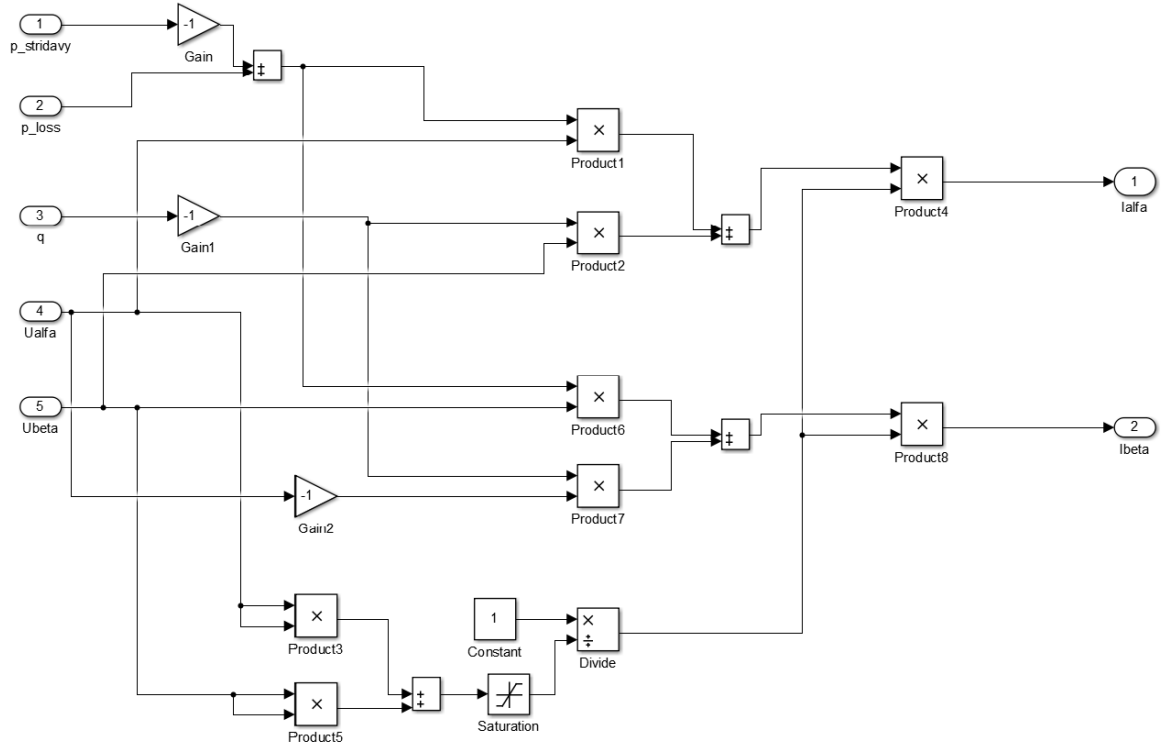 1
p_stridavy
-1
Gain
+
+
2
p_loss
×
Product1
3
q
-1
Gain1
×
Product2
+
+
×
Product4
1
Ialfa
4
Ualfa
5
Ubeta
×
Product6
+
+
×
Product8
2
Ibeta
-1
Gain2
×
Product7
×
Product3
1
Constant
×
÷
Divide
×
Product5
+
+
Saturation